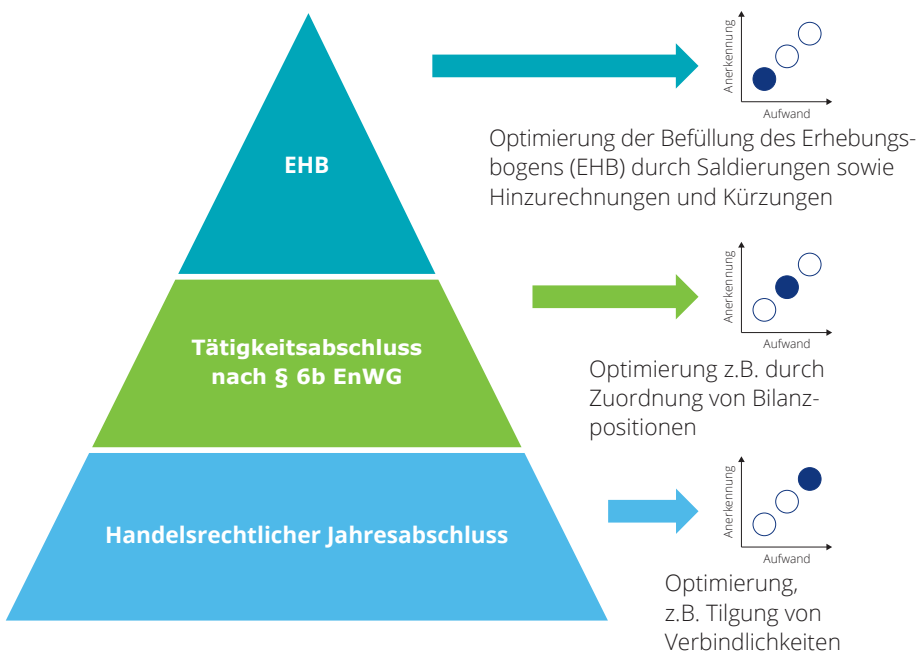 EHB
Anerkennung
Aufwand
Optimierung der Befüllung des Erhebungs-
bogens (EHB) durch Saldierungen sowie
Hinzurechnungen und Kürzungen
Tätigkeitsabschluss
nach § 6b EnWG
Anerkennung
Aufwand
Optimierung z.B. durch
Zuordnung von Bilanz-
positionen
Handelsrechtlicher Jahresabschluss
Anerkennung
Aufwand
Optimierung,
z.B. Tilgung von
Verbindlichkeiten